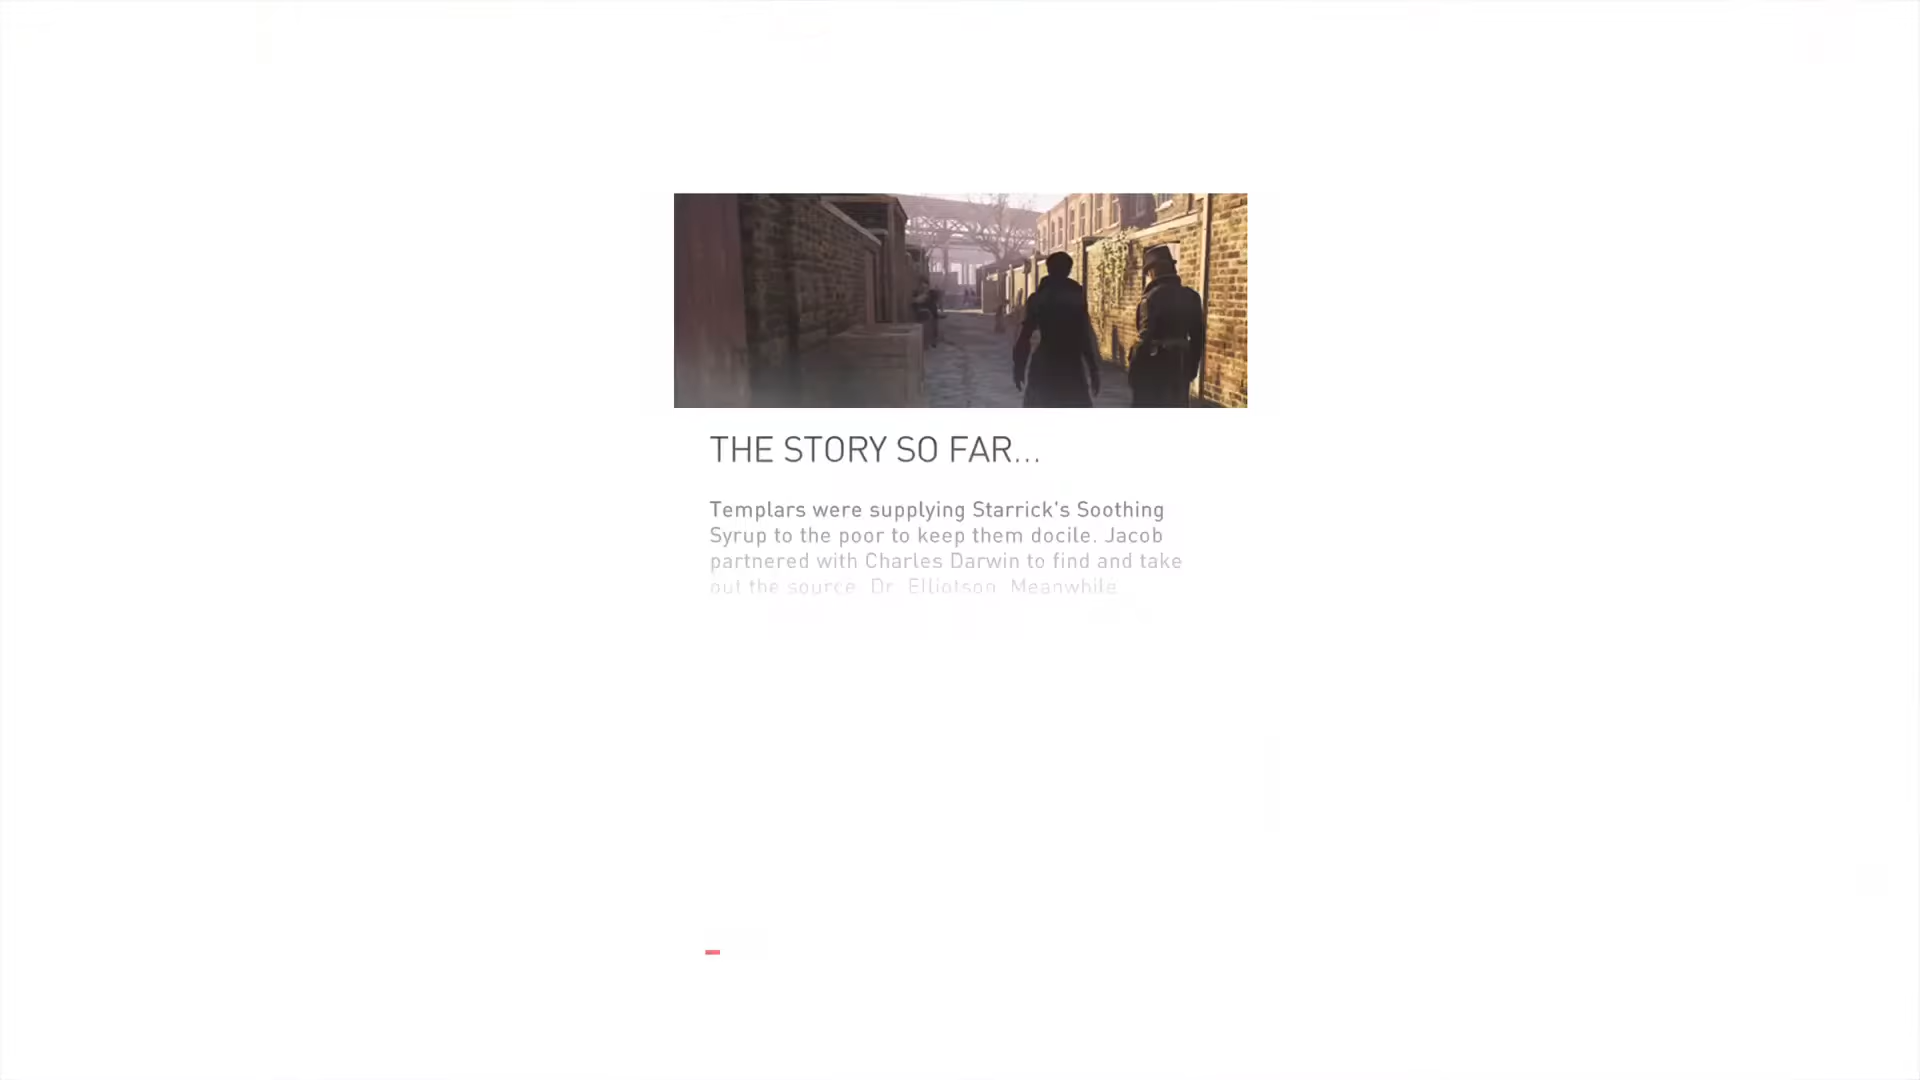 THE STORY SO FAR...
Templars were supplying Starrick's Soothing
Syrup to the poor to keep them docile. Jacob
partnered with Charles Darwin to find and take
out the source, Dr. Elliotson. Meanwhile